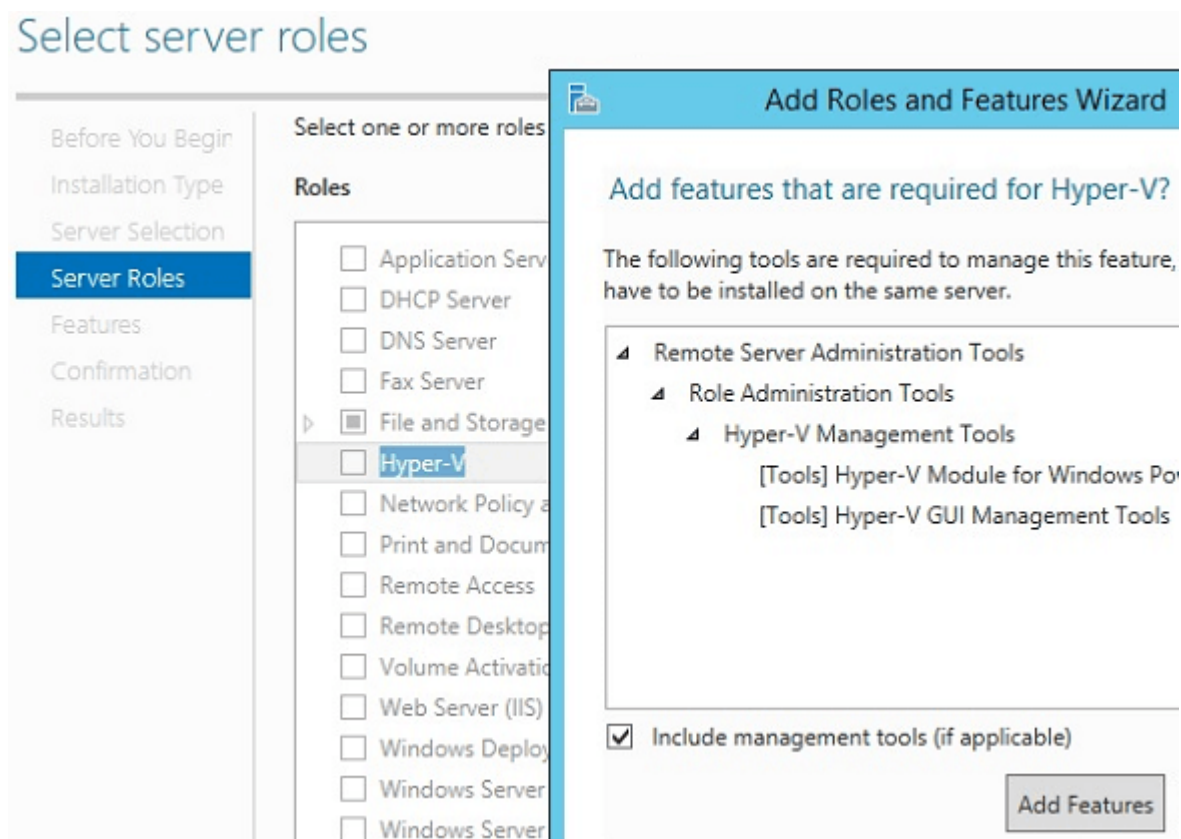 Select server roles
Before You Begin
Installation Type
Server Selection
Server Roles
Features
Confirmation
Results
Select one or more roles
Roles
Application Serv
DHCP Server
DNS Server
Fax Server
File and Storage
Hyper-V
Network Policy a
Print and Docum
Remote Access
Remote Desktop
Volume Activatio
Web Server (IIS)
Windows Deploy
Windows Server
Windows Server
Add Roles and Features Wizard
Add features that are required for Hyper-V?
The following tools are required to manage this feature,
have to be installed on the same server.
Remote Server Administration Tools
Role Administration Tools
Hyper-V Management Tools
[Tools] Hyper-V Module for Windows Pow
[Tools] Hyper-V GUI Management Tools
Include management tools (if applicable)
Add Features